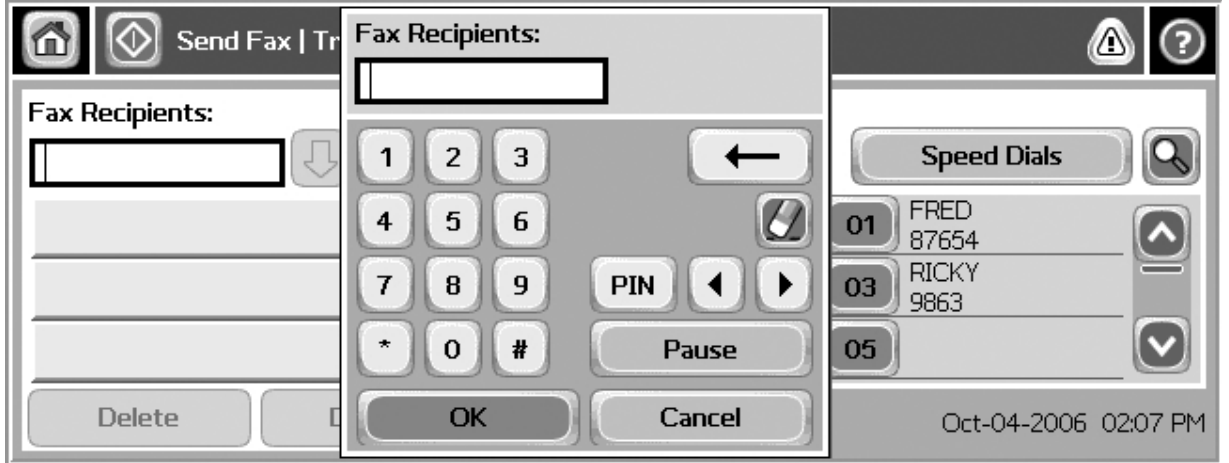 Send Fax | Tr
Fax Recipients:
?
Fax Recipients:
Speed Dials
1 2 3
4 5 6
7 8 9 PIN
* 0 # Pause
OK Cancel
01 FRED
87654
03 RICKY
9863
05
Delete D
Oct-04-2006 02:07 PM